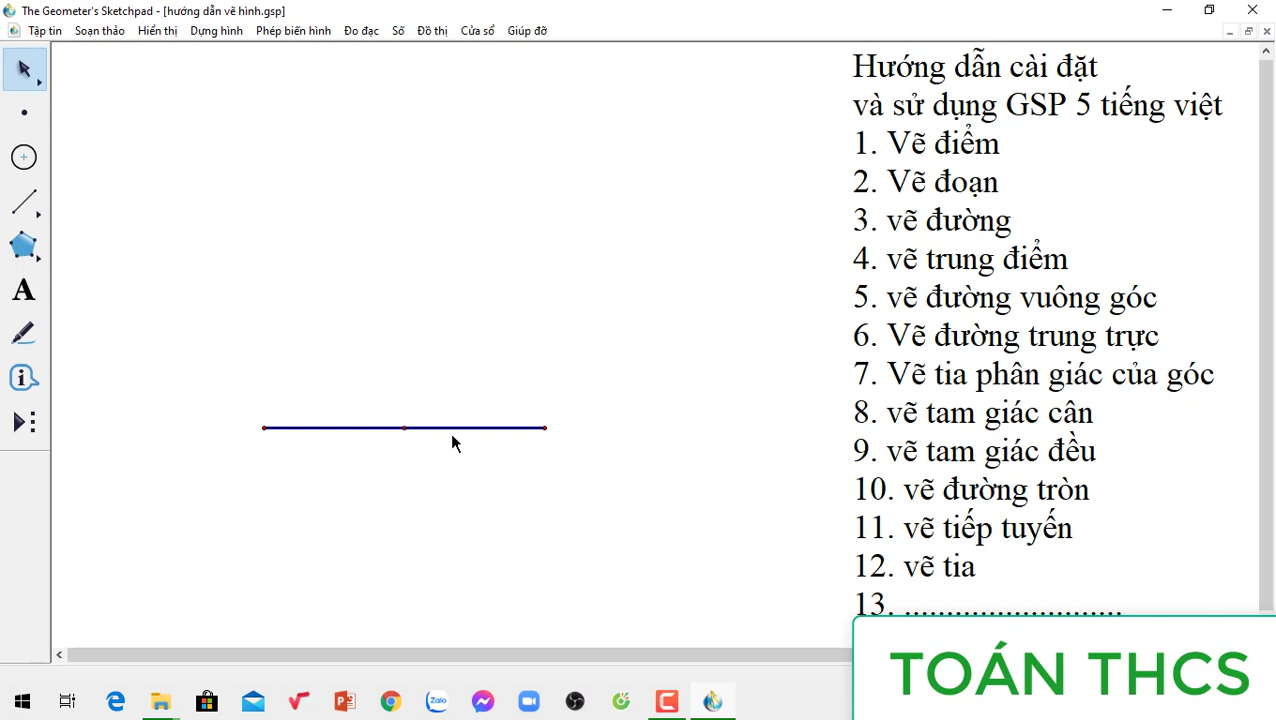 The Geometer's Sketchpad - [hướng dẫn vẽ hình.gsp]
Tập tin Soạn thảo Hiển thị Dựng hình Phép biến hình Đo đạc Số Đồ thị Cửa sổ Giúp đỡ
Hướng dẫn cài đặt
và sử dụng GSP 5 tiếng việt
1. Vẽ điểm
2. Vẽ đoạn
3. vẽ đường
4. vẽ trung điểm
5. vẽ đường vuông góc
6. Vẽ đường trung trực
7. Vẽ tia phân giác của góc
8. vẽ tam giác cân
9. vẽ tam giác đều
10. vẽ đường tròn
11. vẽ tiếp tuyến
12. vẽ tia
13. ..........................
A
TOÁN THCS
Zalo